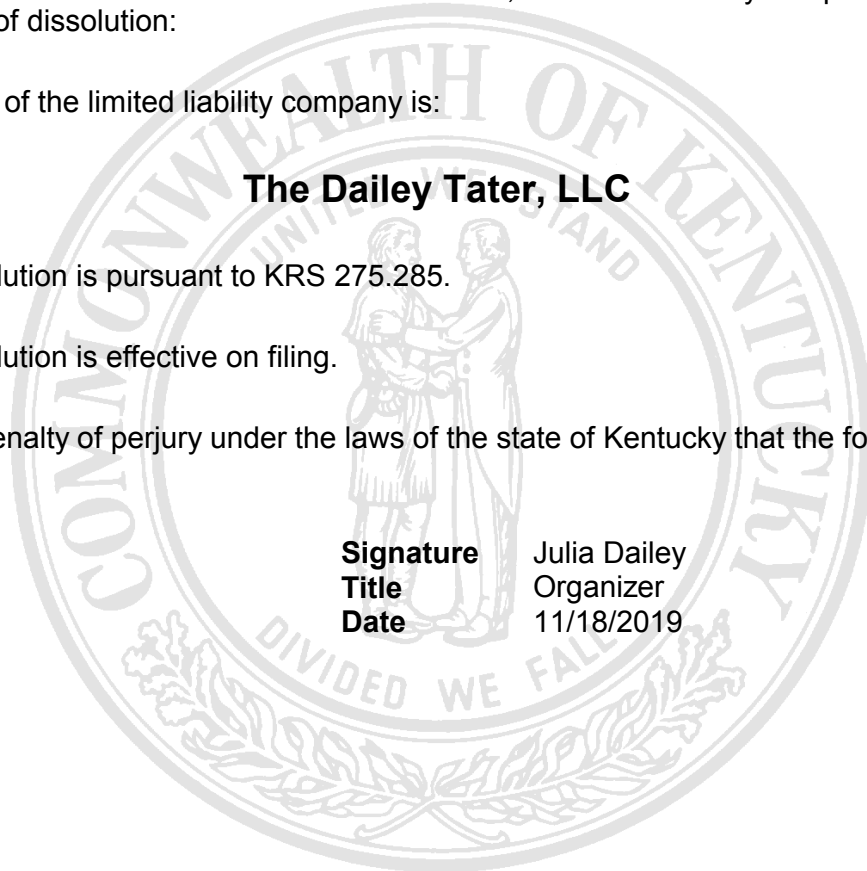 of dissolution:
of the limited liability company is:
The Dailey Tater, LLC
lution is pursuant to KRS 275.285.
lution is effective on filing.
enalty of perjury under the laws of the state of Kentucky that the fo
Signature Julia Dailey
Title Organizer
Date 11/18/2019
COMMONWEALTH OF KENTUCKY
UNITED WE STAND
DIVIDED WE FALL